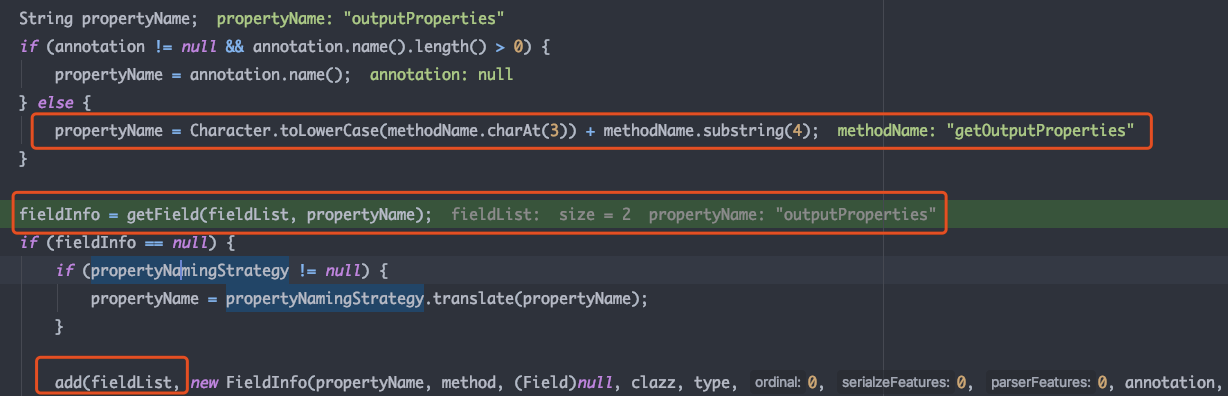 String propertyName;  propertyName: "outputProperties"
if (annotation != null && annotation.name().length() > 0) {
propertyName = annotation.name();  annotation: null
} else {
propertyName = Character.toLowerCase(methodName.charAt(3)) + methodName.substring(4);  methodName: "getOutputProperties"
}
fieldInfo = getField(fieldList, propertyName);  fieldList:  size = 2  propertyName: "outputProperties"
if (fieldInfo == null) {
if (propertyNamingStrategy != null) {
propertyName = propertyNamingStrategy.translate(propertyName);
}
add(fieldList, new FieldInfo(propertyName, method, (Field)null, clazz, type, ordinal: 0, serialzeFeatures: 0, parserFeatures: 0, annotation,